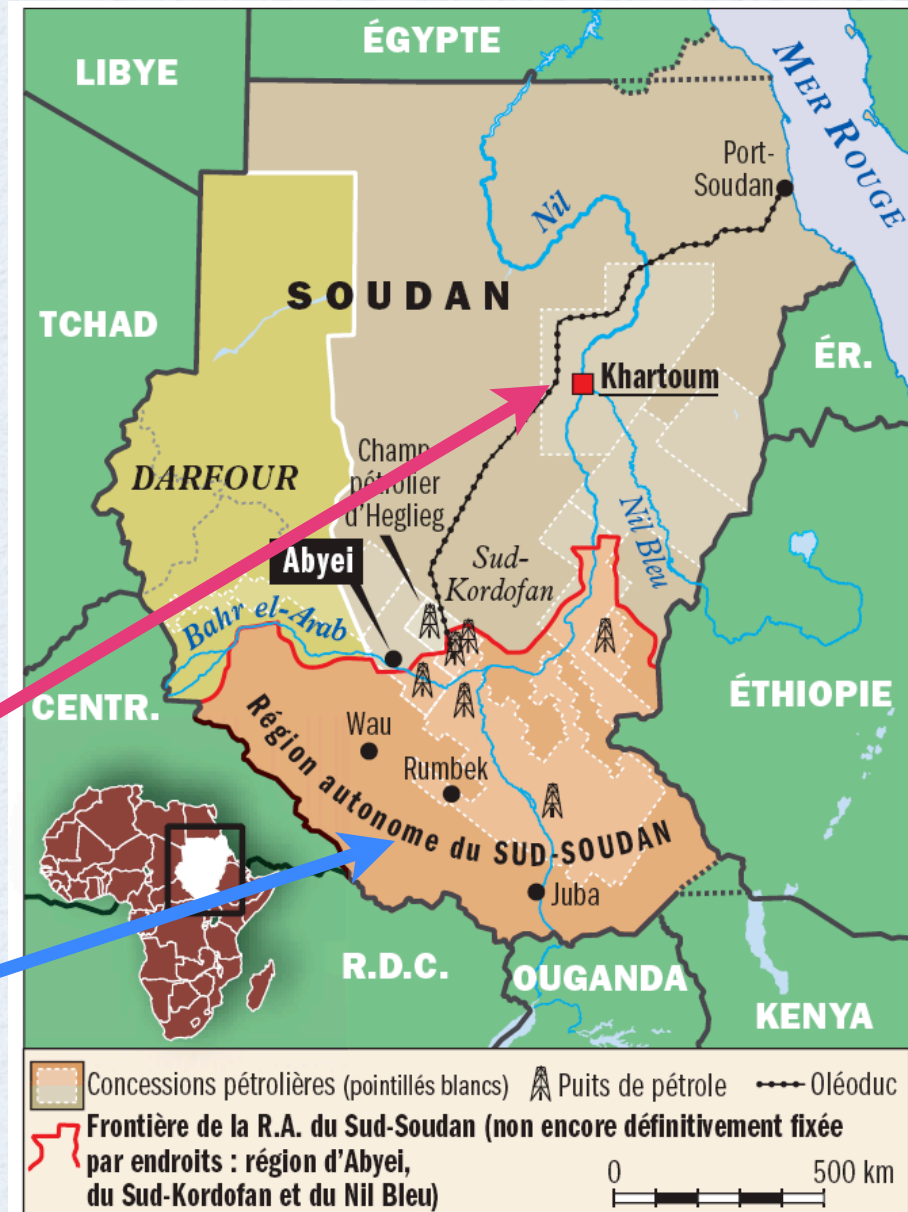 ÉGYPTE
LIBYE
MER ROUGE
Port-
Soudan
Nil
SOUDAN
TCHAD
ÉR.
Khartoum
Champ
pétrolier
d'Heglieg
DARFOUR
Nil Bleu
Abyei
Sud-
Kordofan
Bahr el-Arab
CENTR.
ÉTHIOPIE
Wau
Rumbek
Région autonome du SUD-SOUDAN
Juba
R.D.C.
OUGANDA
KENYA
Concessions pétrolières (pointillés blancs) Puits de pétrole Oléoduc
Frontière de la R.A. du Sud-Soudan (non encore définitivement fixée
par endroits : région d'Abyei,
du Sud-Kordofan et du Nil Bleu)
0 500 km